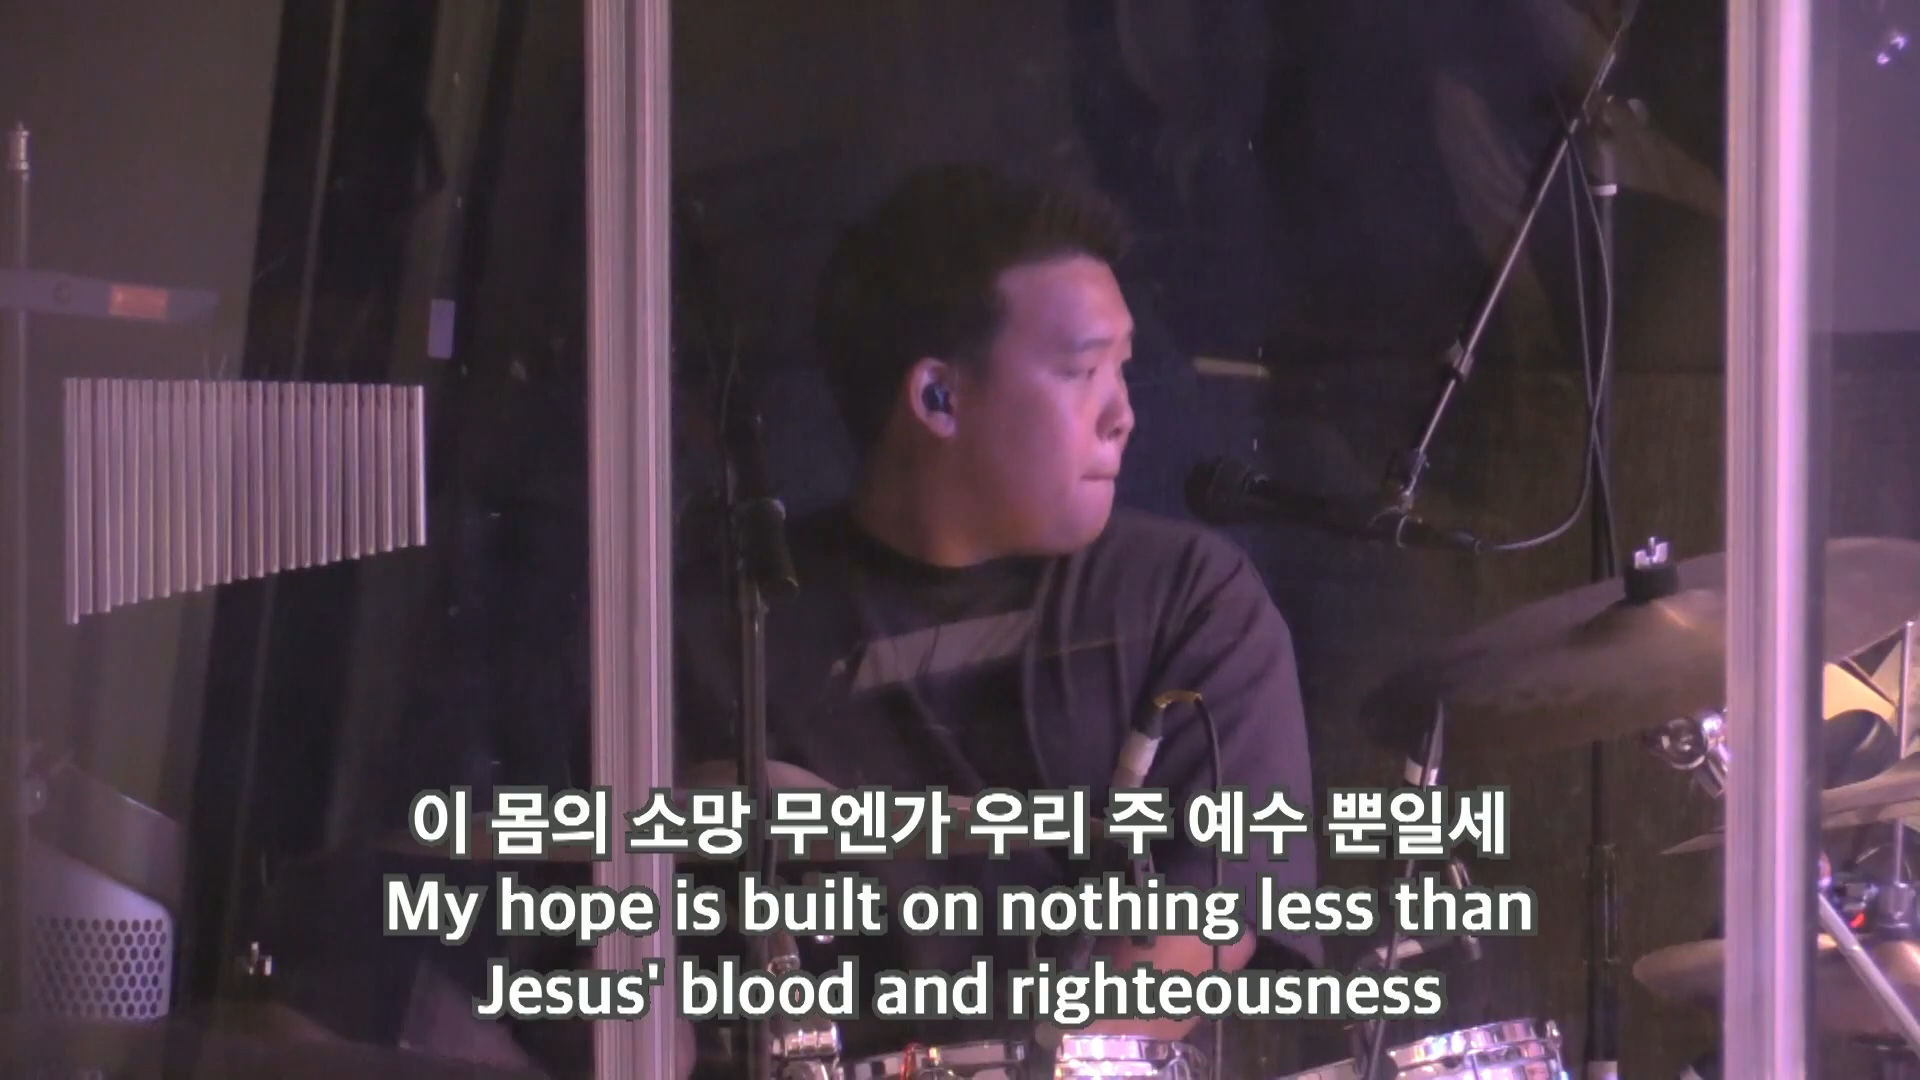 이 몸의 소망 무엔가 우리 주 예수 뿐일세
My hope is built on nothing less than
Jesus' blood and righteousness